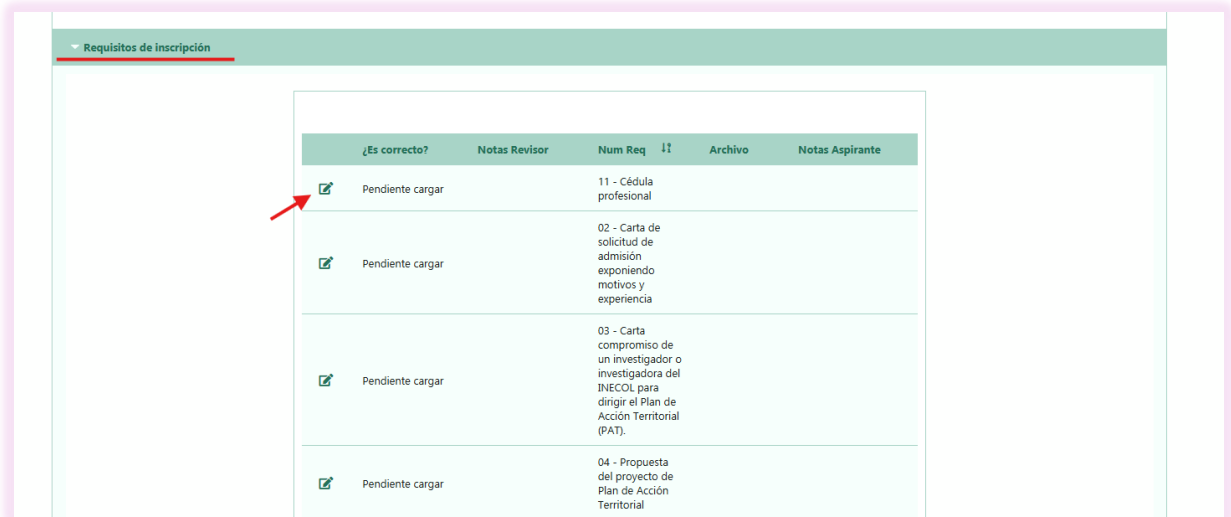 Requisitos de inscripción
¿Es correcto? Notas Revisor Num Req Archivo Notas Aspirante
Pendiente cargar
11 - Cédula
profesional
Pendiente cargar
02 - Carta de
solicitud de
admisión
exponiendo
motivos y
experiencia
Pendiente cargar
03 - Carta
compromiso de
un investigador o
investigadora del
INECOL para
dirigir el Plan de
Acción Territorial
(PAT).
Pendiente cargar
04 - Propuesta
del proyecto de
Plan de Acción
Territorial